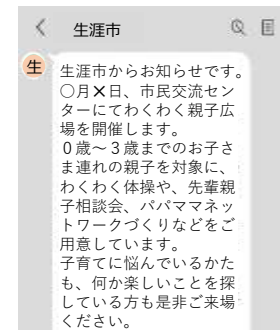 生涯市
生
生涯市からお知らせです。
〇月✕日、市民交流セン
ターにてわくわく親子広
場を開催します。
０歳～３歳までのお子さ
ま連れの親子を対象に、
わくわく体操や、先輩親
子相談会、パパママネッ
トワークづくりなどをご
用意しています。
子育てに悩んでいるかた
も、何か楽しいことを探
している方も是非ご来場
ください。